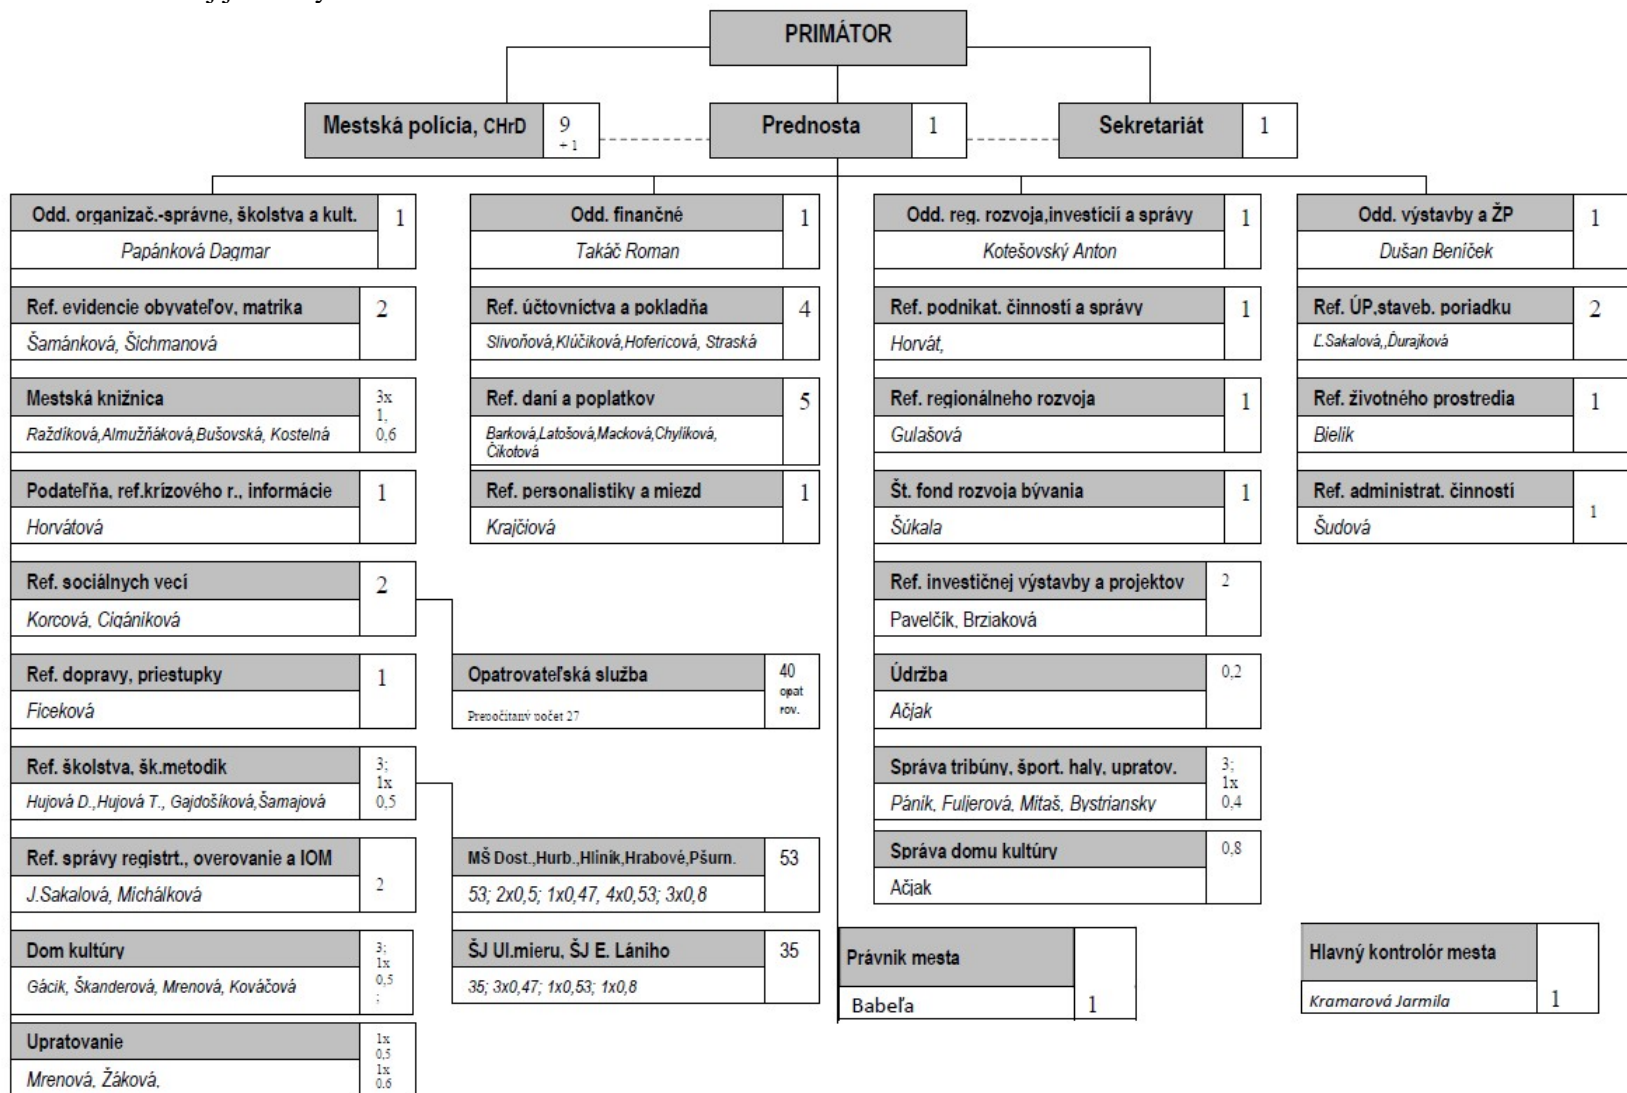 PRIMÁTOR
Mestská polícia, CHrD
9
+ 1
Prednosta
1
Sekretariát
1
Odd. organizač.-správne, školstva a kult.
1
Papánková Dagmar
Ref. evidencie obyvateľov, matrika
2
Šamánková, Šichmanová
Mestská knižnica
3x
1,
0,6
Raždíková,Almužňáková,Bušovská, Kostelná
Podateľňa, ref.krízového r., informácie
1
Horvátová
Ref. sociálnych vecí
2
Korcová, Cigániková
Ref. dopravy, priestupky
1
Ficeková
Ref. školstva, šk.metodik
3;
1x
0,5
Hujová D.,Hujová T., Gajdošíková,Šamajová
Ref. správy registrt., overovanie a IOM
2
J.Sakalová, Michálková
Dom kultúry
3;
1x
0,5
;
Gácik, Škanderová, Mrenová, Kováčová
Upratovanie
1x
0,5
1x
0.6
Mrenová, Žáková,
Odd. finančné
1
Takáč Roman
Ref. účtovníctva a pokladňa
4
Slivoňová,Klúčiková,Hofericová, Straská
Ref. daní a poplatkov
5
Barková,Latošová,Macková,Chylíková,
Čikotová
Ref. personalistiky a miezd
1
Krajčiová
Opatrovateľská služba
40
opat
rov.
Prepočítaný počet 27
MŠ Dost.,Hurb.,Hliník,Hrabové,Pšurn.
53
53; 2x0,5; 1x0,47, 4x0,53; 3x0,8
ŠJ Ul.mieru, ŠJ E. Lániho
35
35; 3x0,47; 1x0,53; 1x0,8
Odd. reg. rozvoja,investícií a správy
1
Kotešovský Anton
Ref. podnikat. činností a správy
1
Horvát,
Ref. regionálneho rozvoja
1
Gulašová
Št. fond rozvoja bývania
1
Šúkala
Ref. investičnej výstavby a projektov
2
Pavelčík, Brziaková
Údržba
0,2
Ačjak
Správa tribúny, šport. haly, upratov.
3;
1x
0,4
Páník, Fuljerová, Mitaš, Bystriansky
Správa domu kultúry
0,8
Ačjak
Právnik mesta
Babeľa
1
Odd. výstavby a ŽP
1
Dušan Beníček
Ref. ÚP,staveb. poriadku
2
Ľ.Sakalová,,Ďurajková
Ref. životného prostredia
1
Bielik
Ref. administrat. činností
1
Šudová
Hlavný kontrolór mesta
Kramarová Jarmila
1